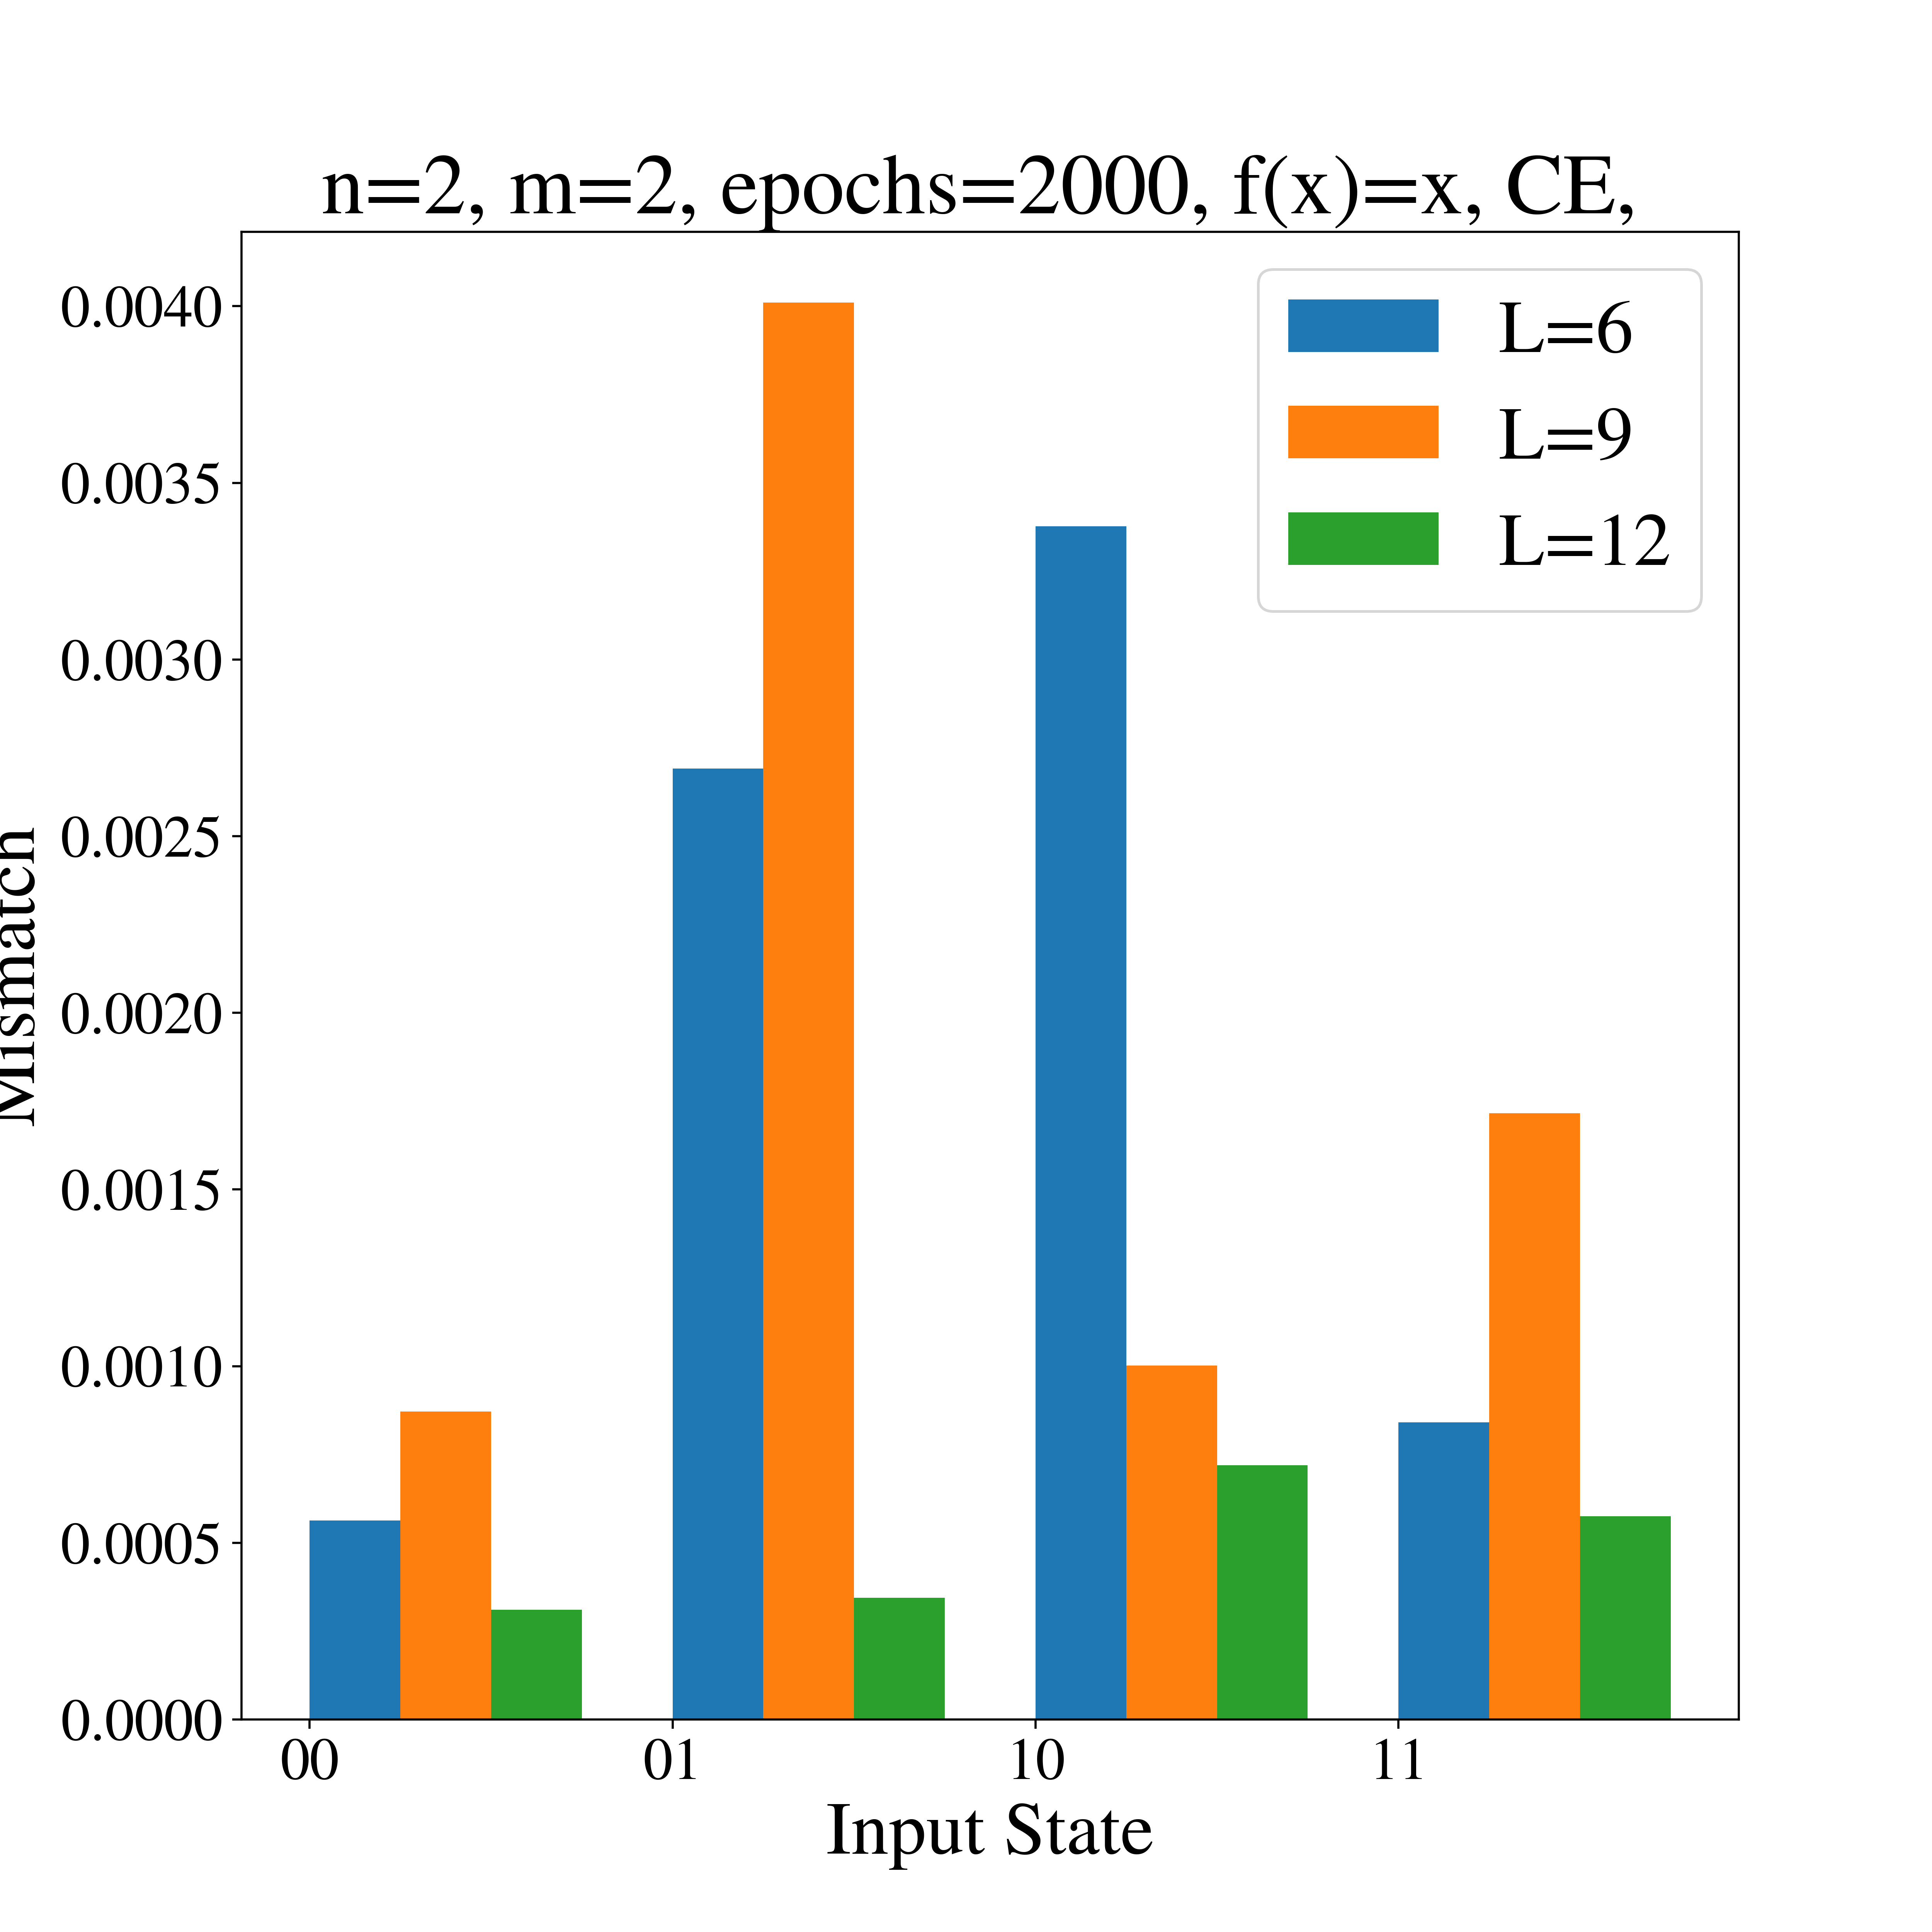 n=2, m=2, epochs=2000, f(x)=x, CE,
0.0040
0.0035
0.0030
0.0025
0.0020
0.0015
0.0010
0.0005
0.0000
Mismatch
L=6
L=9
L=12
00 01 10 11
Input State